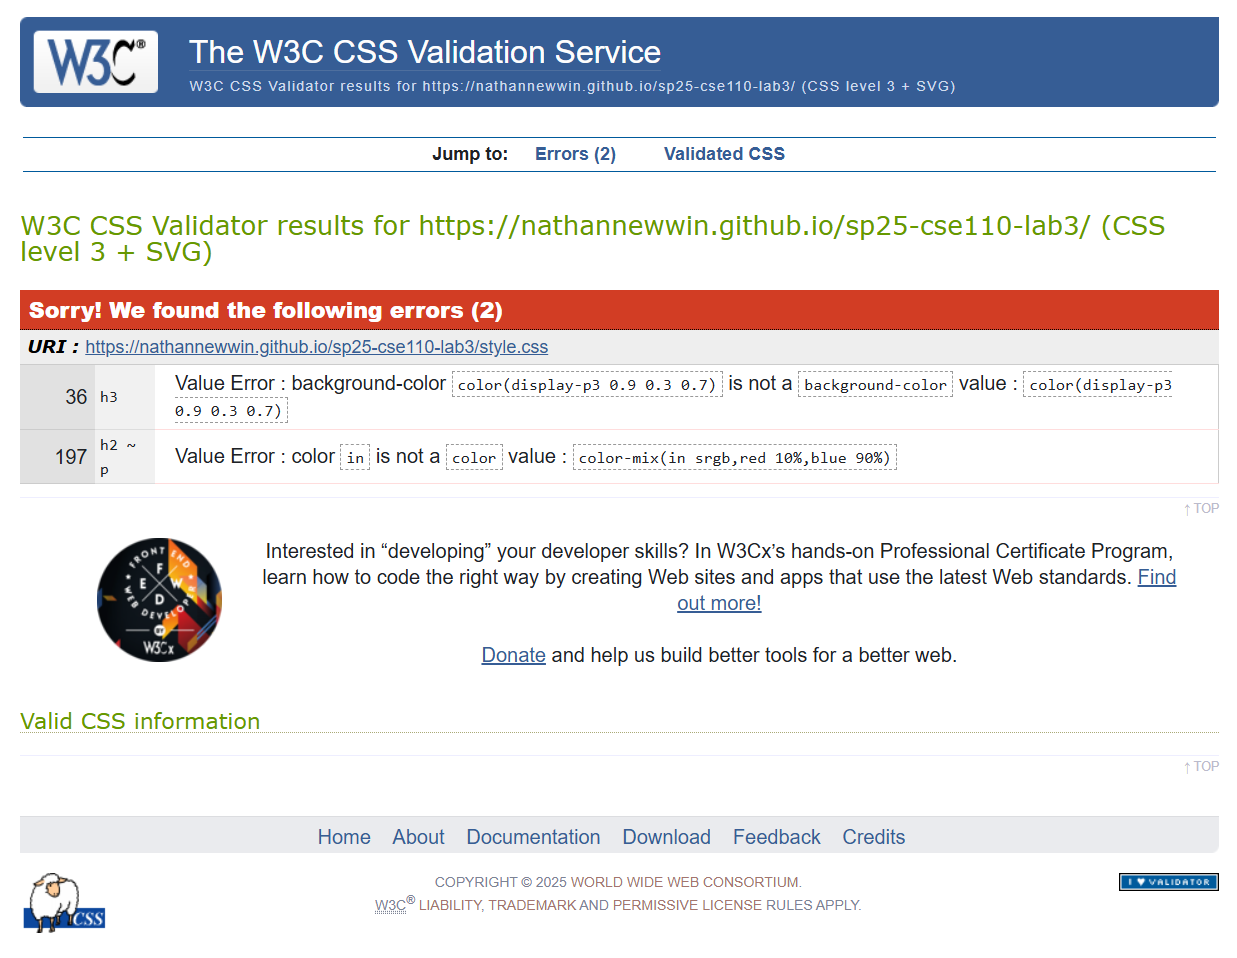 W3C®
The W3C CSS Validation Service
W3C CSS Validator results for https://nathannewwin.github.io/sp25-cse110-lab3/ (CSS level 3 + SVG)
Jump to: Errors (2) Validated CSS
W3C CSS Validator results for https://nathannewwin.github.io/sp25-cse110-lab3/ (CSS
level 3 + SVG)
Sorry! We found the following errors (2)
URI : https://nathannewwin.github.io/sp25-cse110-lab3/style.css
36 h3 Value Error : background-color color(display-p3 0.9 0.3 0.7) is not a background-color value : color(display-p3
0.9 0.3 0.7)
197 h2 ~ p Value Error : color in is not a color value : color-mix(in srgb,red 10%,blue 90%)
↑ TOP
FRONT END
F E W D
WEB DEVELOPER
BY
W3Cx
Interested in “developing” your developer skills? In W3Cx’s hands-on Professional Certificate Program,
learn how to code the right way by creating Web sites and apps that use the latest Web standards. Find
out more!
Donate and help us build better tools for a better web.
Valid CSS information
↑ TOP
Home About Documentation Download Feedback Credits
CSS
COPYRIGHT © 2025 WORLD WIDE WEB CONSORTIUM.
W3C® LIABILITY, TRADEMARK AND PERMISSIVE LICENSE RULES APPLY.
I ♥ VALIDATOR